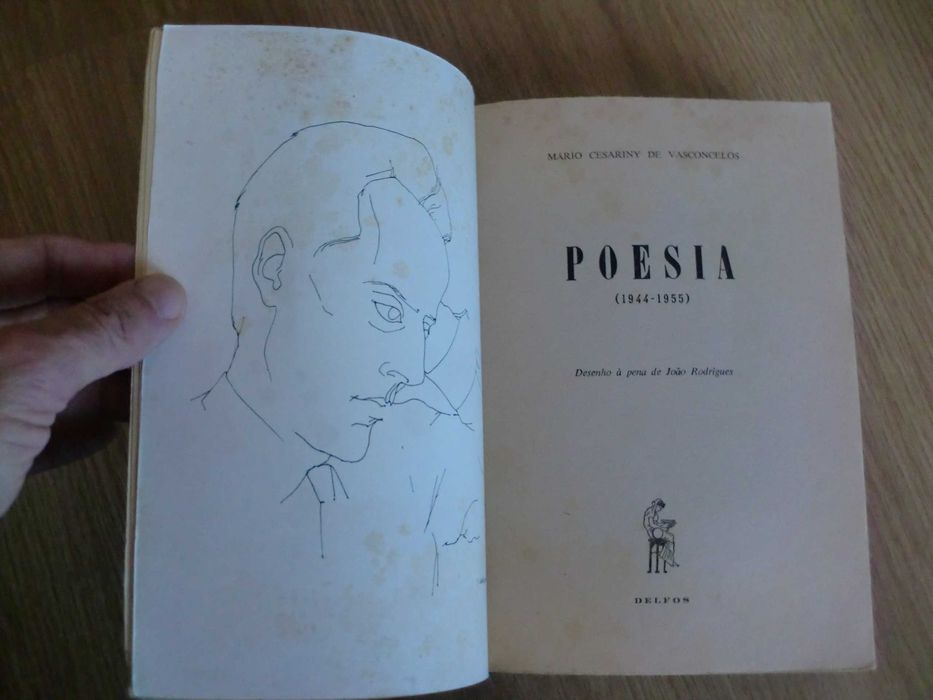 MARIO CESARINY DE VASCONCELOS
POESIA
(1944-1955)
Desenho à pena de João Rodrigues
DELFOS